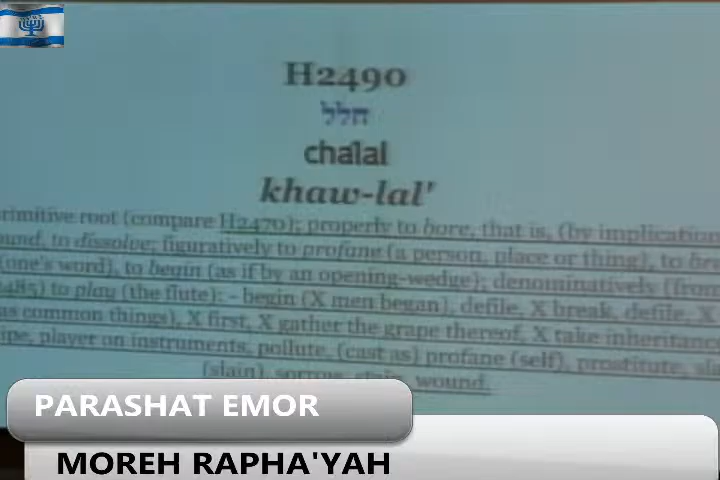 H2490
חלל
châlal
khaw-lal'
rimitive root (compare H2470); properly to bore, that is, (by implication
ound, to dissolve; figuratively to profane (a person, place or thing), to br
(one's word), to begin (as if by an opening-wedge); denominatively (from
H2485) to play (the flute): - begin (X men began), defile, X break, defile, X
as common things), X first, X gather the grape thereof, X take inheritanc
ipe, player on instruments, pollute, (cast as) profane (self), prostitute, sla
(slain), sorrow, stain, wound.
PARASHAT EMOR
MOREH RAPHA'YAH